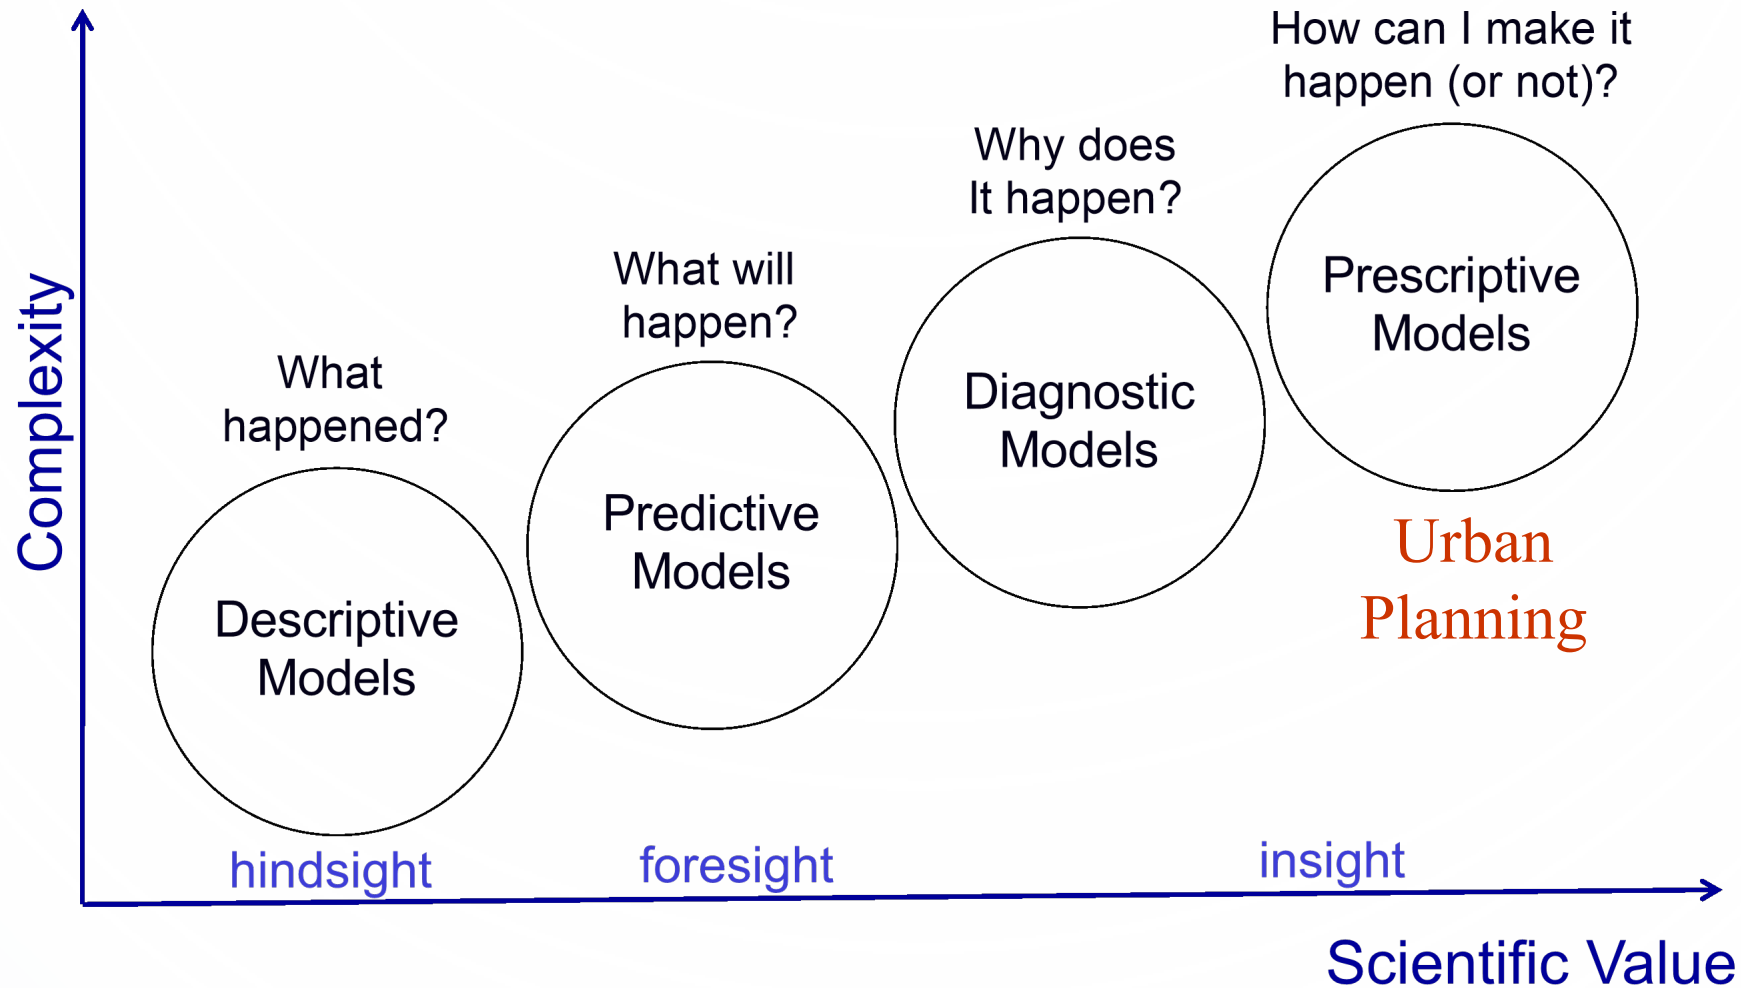 How can I make it
happen (or not)?
Why does
It happen?
What will
happen?
What
happened?
Prescriptive
Models
Diagnostic
Models
Predictive
Models
Descriptive
Models
Urban
Planning
Complexity
hindsight
foresight
insight
Scientific Value